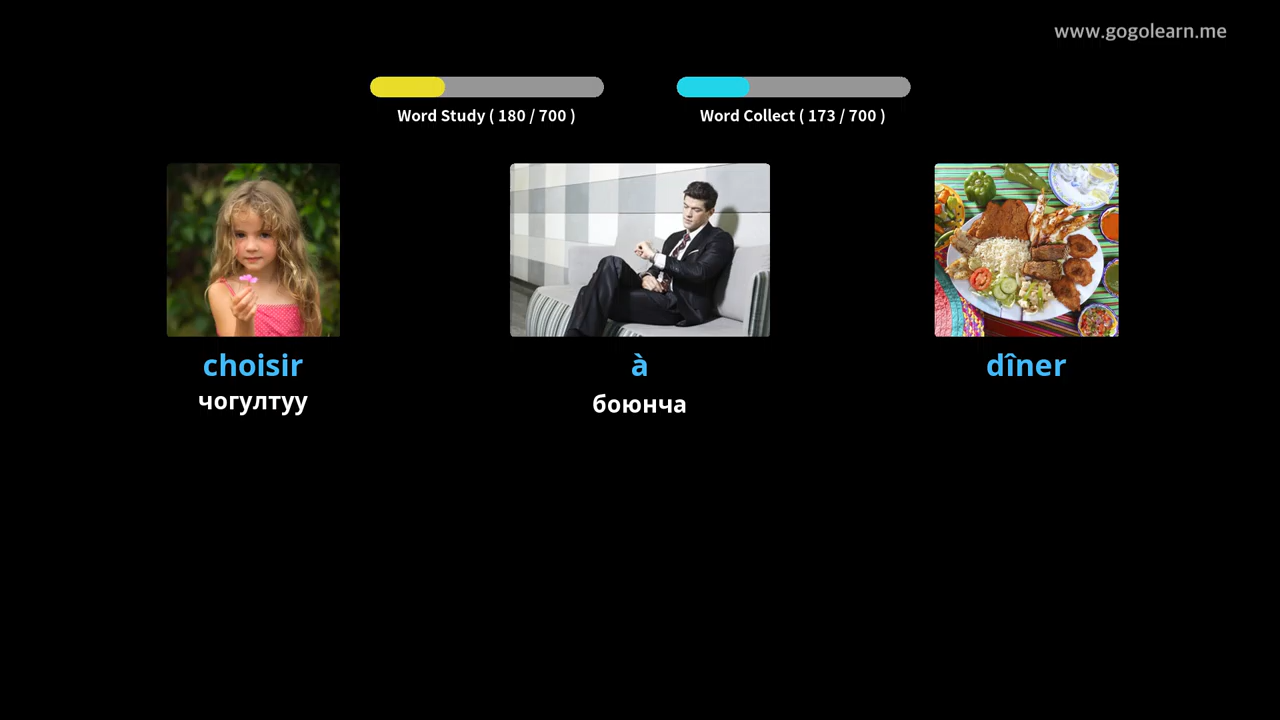 www.gogolearn.me
Word Study ( 180 / 700 )
Word Collect ( 173 / 700 )
choisir
à
dîner
чогултуу
боюнча